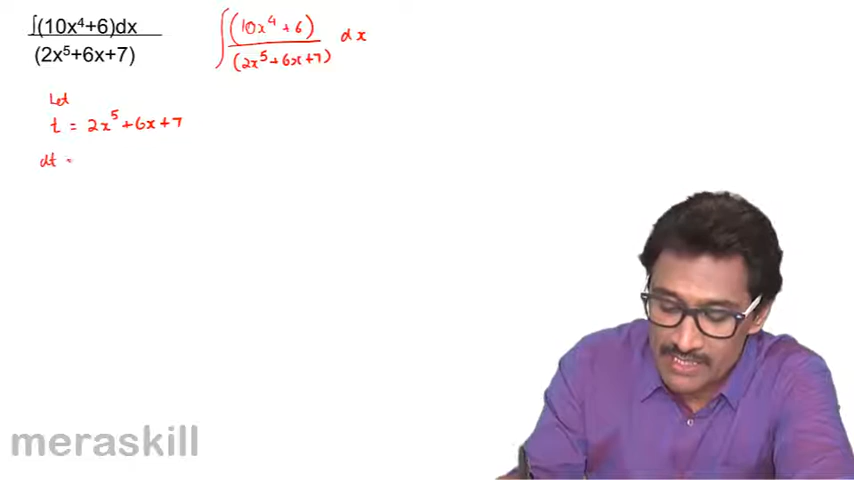 ∫(10x⁴+6)dx
(2x⁵+6x+7)
∫ (10x⁴ + 6) / (2x⁵+6x+7) dx
Let
t = 2x⁵+6x+7
dt =
meraskill